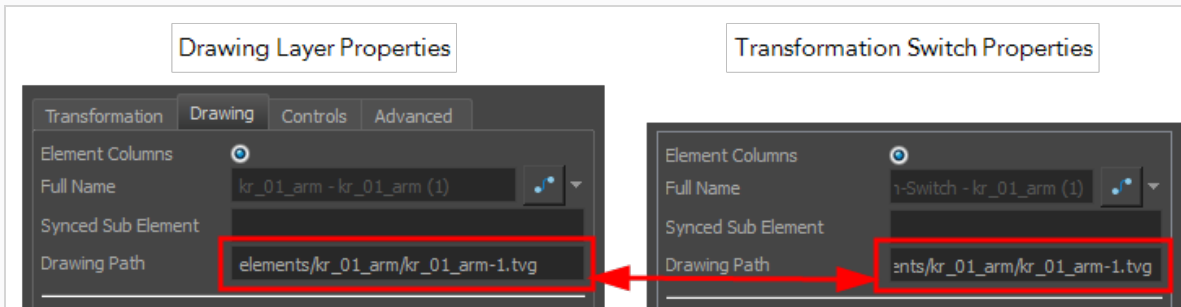 Drawing Layer Properties
Transformation Drawing Controls Advanced
Element Columns
Full Name kr_01_arm - kr_01_arm (1)
Synced Sub Element
Drawing Path elements/kr_01_arm/kr_01_arm-1.tvg
Transformation Switch Properties
Element Columns
Full Name n-Switch - kr_01_arm (1)
Synced Sub Element
Drawing Path ents/kr_01_arm/kr_01_arm-1.tvg